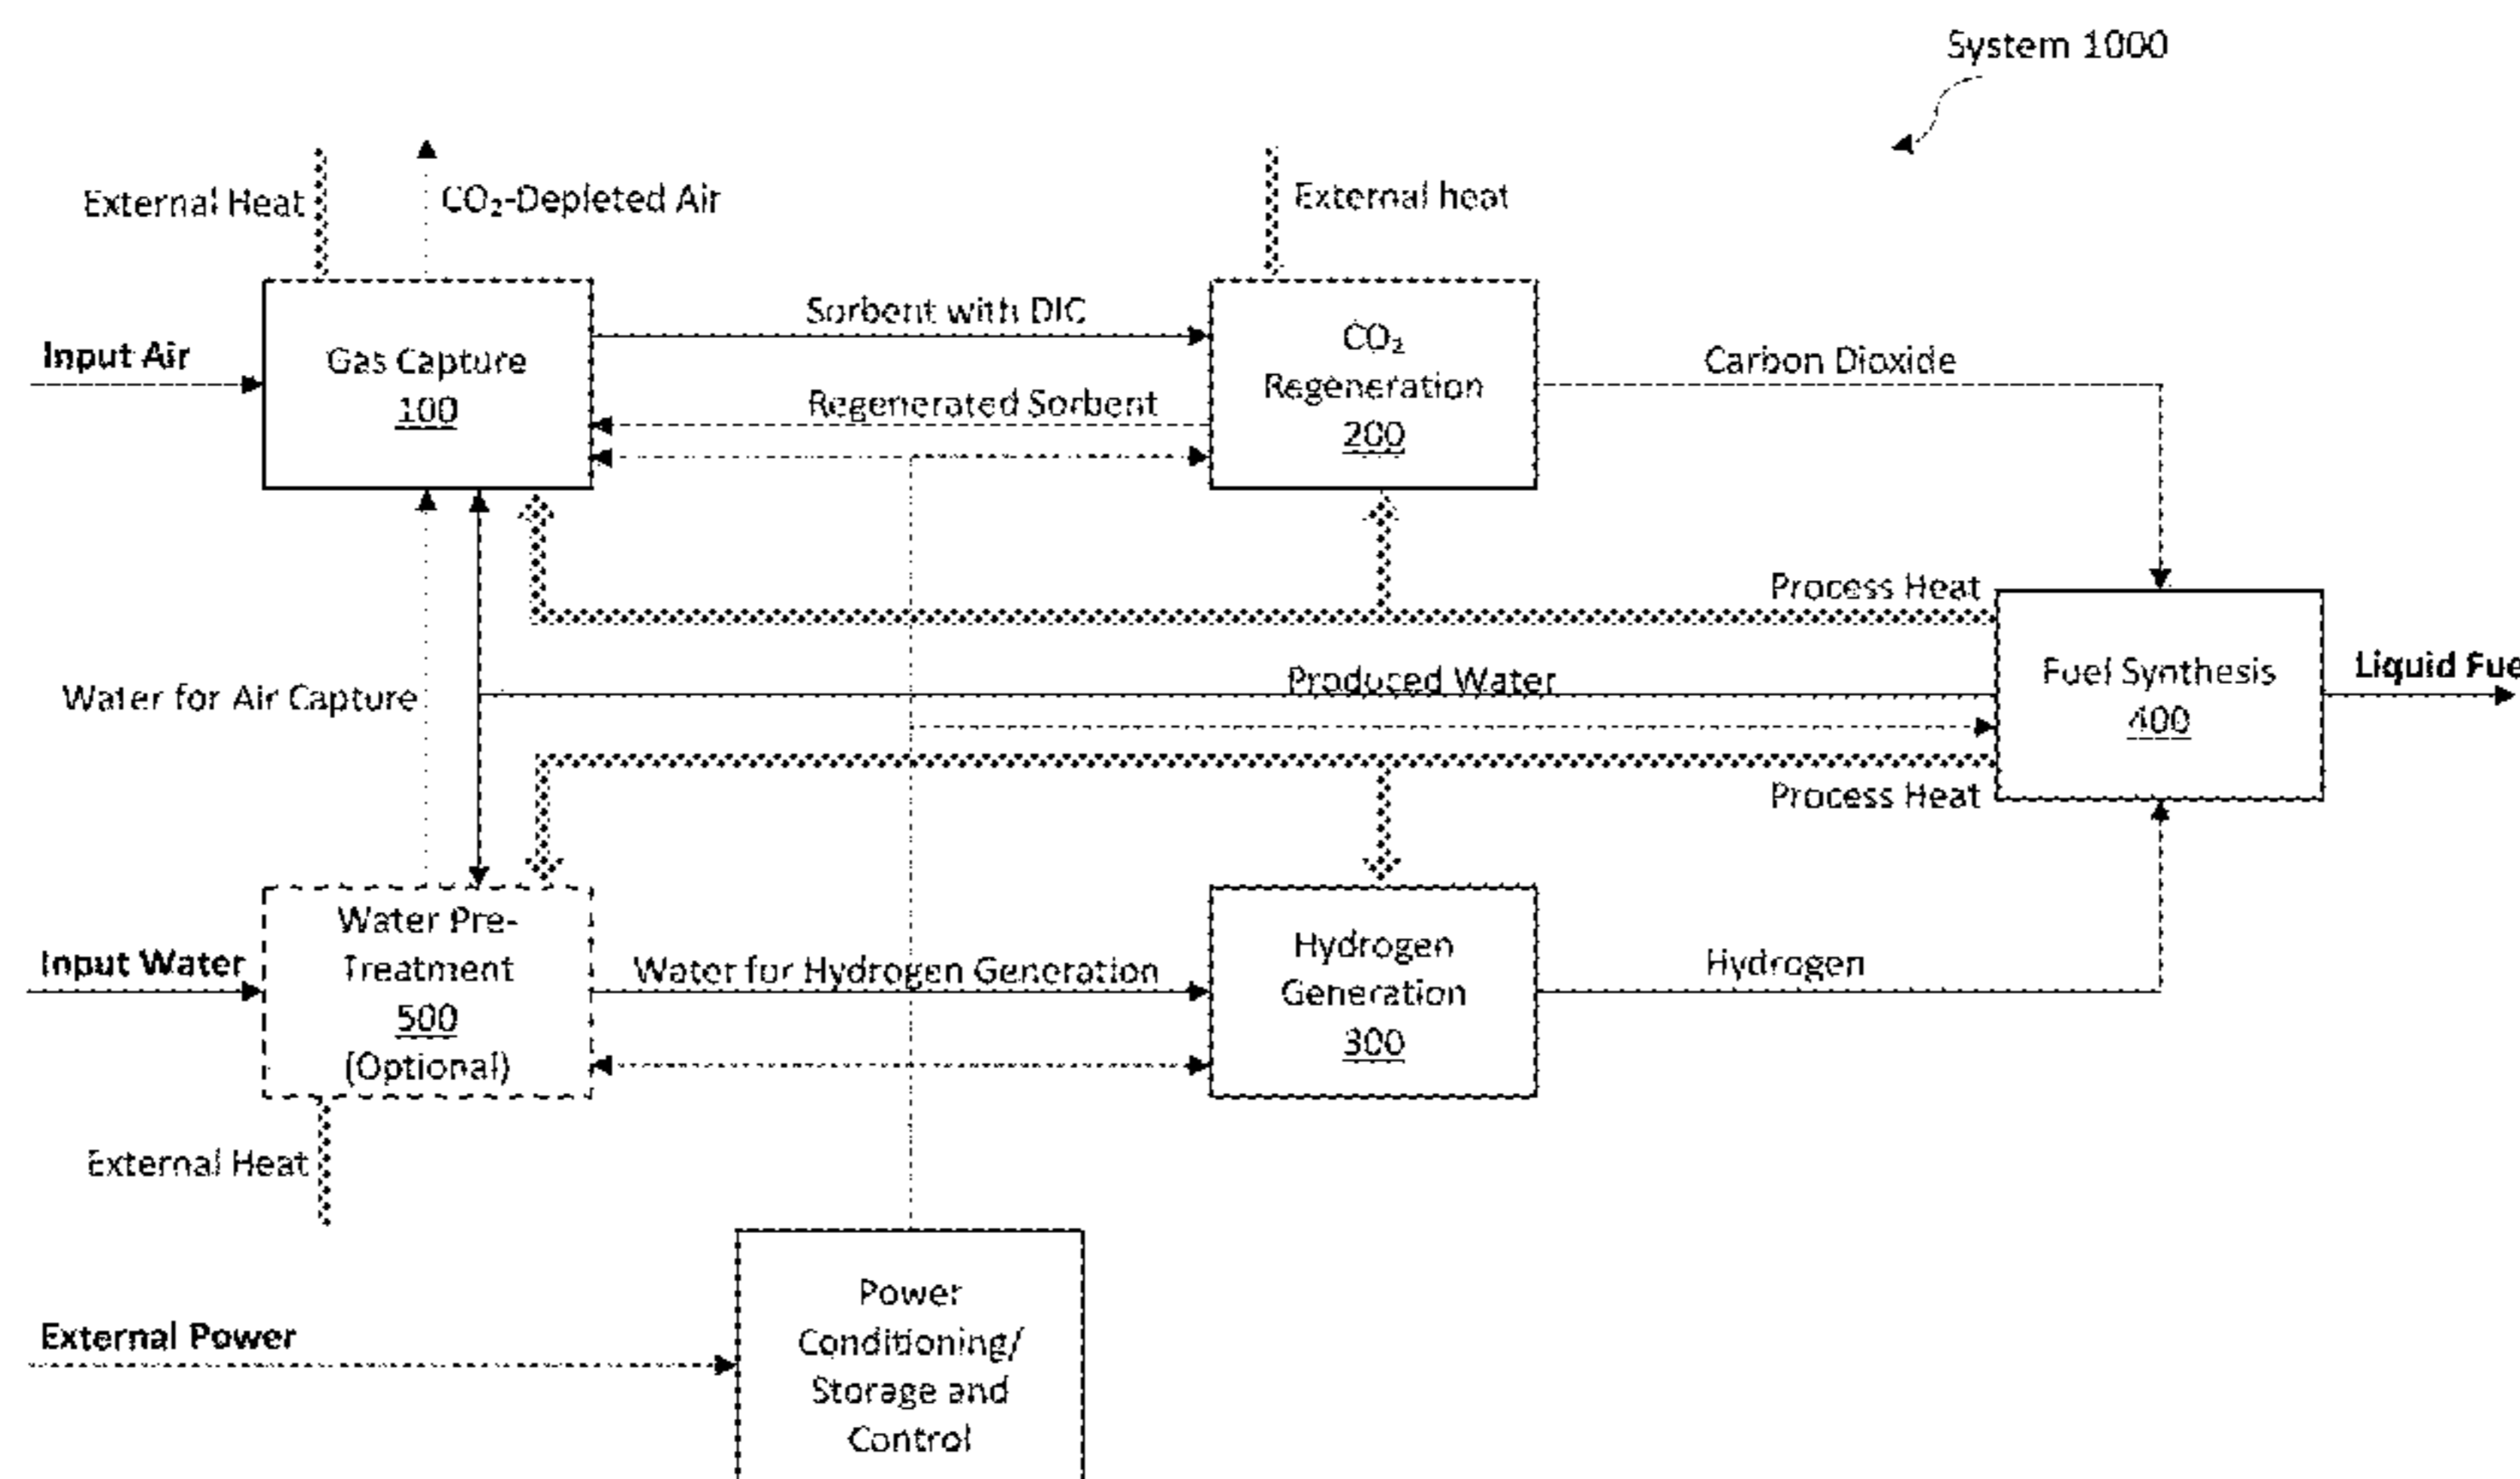 System 1000
External Heat
CO₂-Depleted Air
External heat
Input Air
Gas Capture
100
Sorbent with DIC
Regenerated Sorbent
CO₂
Regeneration
200
Carbon Dioxide
Process Heat
Produced Water
Water for Air Capture
Fuel Synthesis
400
Liquid Fue
Process Heat
Input Water
Water Pre-
Treatment
500
(Optional)
Water for Hydrogen Generation
Hydrogen
Generation
300
Hydrogen
External Heat
External Power
Power
Conditioning/
Storage and
Control